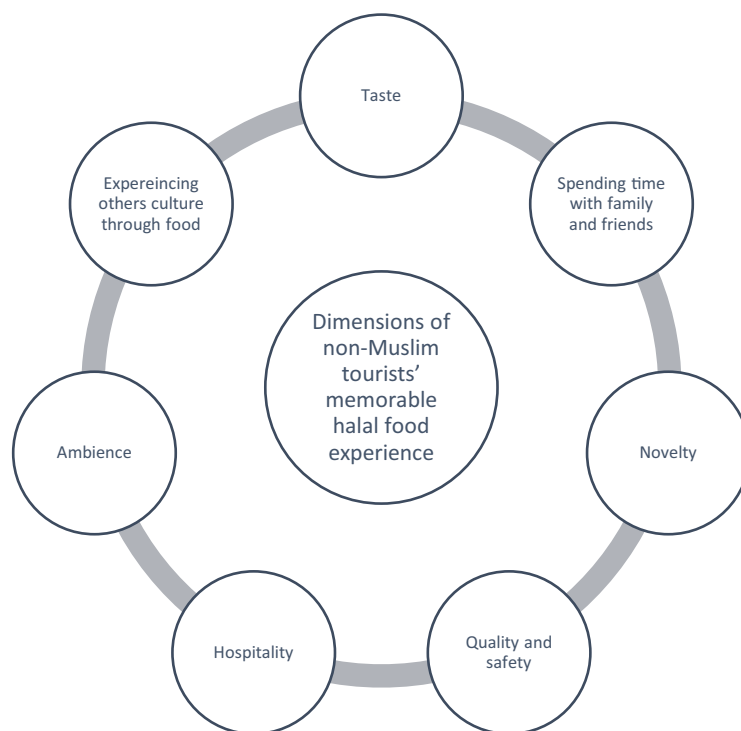 Taste
Spending time
with family
and friends
Novelty
Quality and
safety
Hospitality
Ambience
Expereincing
others culture
through food
Dimensions of
non-Muslim
tourists’
memorable
halal food
experience